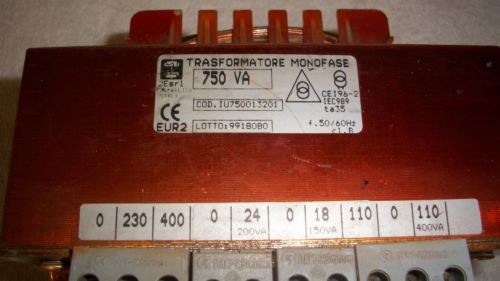 TRASFORMATORE MONOFASE
750 VA
Esrl
COD.IU750013201
CEI96-2
IEC989
ta35
CE
EUR2
LOTTO:9918080
f.50/60Hz
cl.B
0 230 400 0 24 0 18 110 0 110
200VA 150VA 400VA